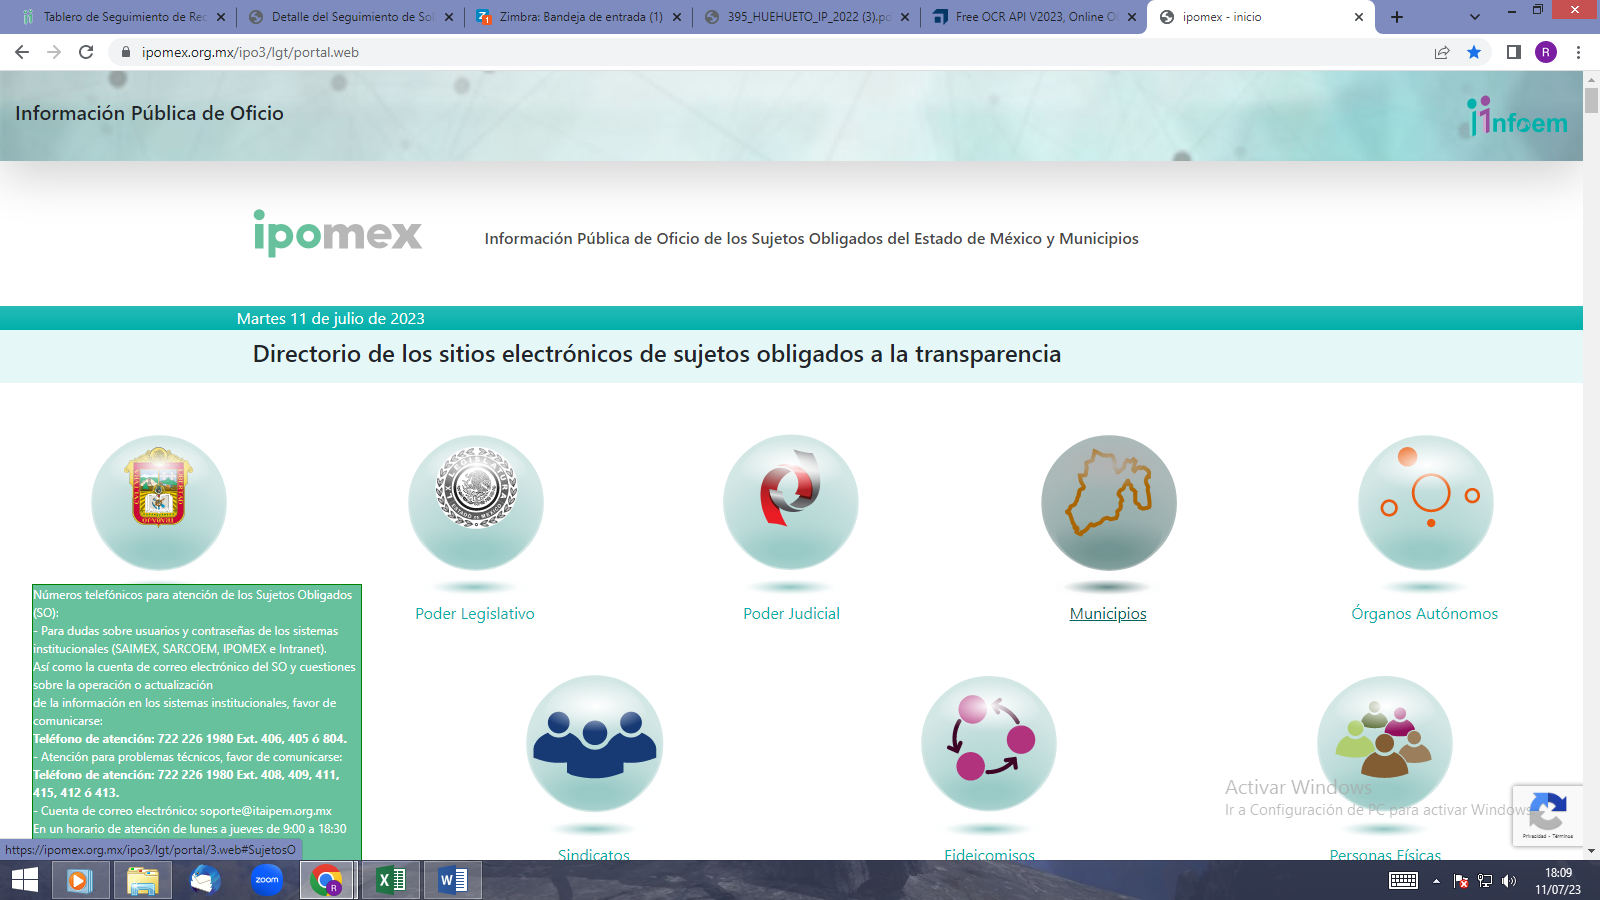 Tablero de Seguimiento de Rec
Detalle del Seguimiento de Soli
Zimbra: Bandeja de entrada (1)
395_HUEHUETO_IP_2022 (3).pd
Free OCR API V2023, Online O
ipomex - inicio
ipomex.org.mx/ipo3/lgt/portal.web
R
Información Pública de Oficio
infoem
ipomex
Información Pública de Oficio de los Sujetos Obligados del Estado de México y Municipios
Martes 11 de julio de 2023
Directorio de los sitios electrónicos de sujetos obligados a la transparencia
Poder Legislativo
Poder Judicial
Municipios
Órganos Autónomos
Números telefónicos para atención de los Sujetos Obligados
(SO):
- Para dudas sobre usuarios y contraseñas de los sistemas
institucionales (SAIMEX, SARCOEM, IPOMEX e Intranet).
Así como la cuenta de correo electrónico del SO y cuestiones
sobre la operación o actualización
de la información en los sistemas institucionales, favor de
comunicarse:
Teléfono de atención: 722 226 1980 Ext. 406, 405 ó 804.
- Atención para problemas técnicos, favor de comunicarse:
Teléfono de atención: 722 226 1980 Ext. 408, 409, 411,
415, 412 ó 413.
- Cuenta de correo electrónico: soporte@itaipem.org.mx
En un horario de atención de lunes a jueves de 9:00 a 18:30
Sindicatos
Fideicomisos
Personas Físicas
Activar Windows
Ir a Configuración de PC para activar Windows.
Privacidad - Términos
https://ipomex.org.mx/ipo3/lgt/portal/3.web#SujetosO
zoom
R
18:09
11/07/23